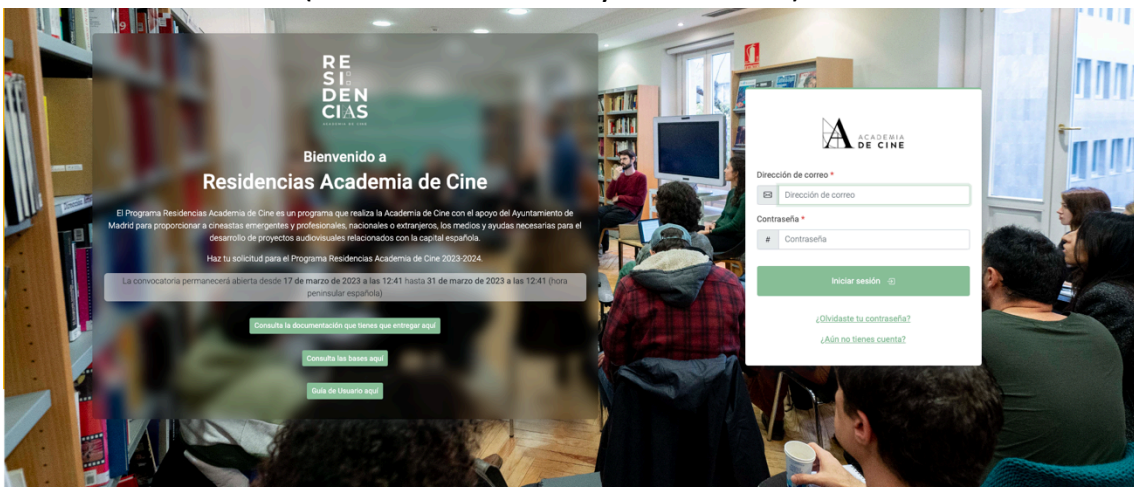 RE
SI
DEN
CIAS
ACADEMIA DE CINE
Bienvenido a
Residencias Academia de Cine
El Programa Residencias Academia de Cine es un programa que realiza la Academia de Cine con el apoyo del Ayuntamiento de
Madrid para proporcionar a cineastas emergentes y profesionales, nacionales o extranjeros, los medios y ayudas necesarias para el
desarrollo de proyectos audiovisuales relacionados con la capital española.
Haz tu solicitud para el Programa Residencias Academia de Cine 2023-2024.
La convocatoria permanecerá abierta desde 17 de marzo de 2023 a las 12:41 hasta 31 de marzo de 2023 a las 12:41 (hora
peninsular española)
Consulta la documentación que tienes que entregar aquí
Consulta las bases aquí
Guía de Usuario aquí
ACADEMIA
DE CINE
Dirección de correo *
Dirección de correo
Contraseña *
# Contraseña
Iniciar sesión
¿Olvidaste tu contraseña?
¿Aún no tienes cuenta?